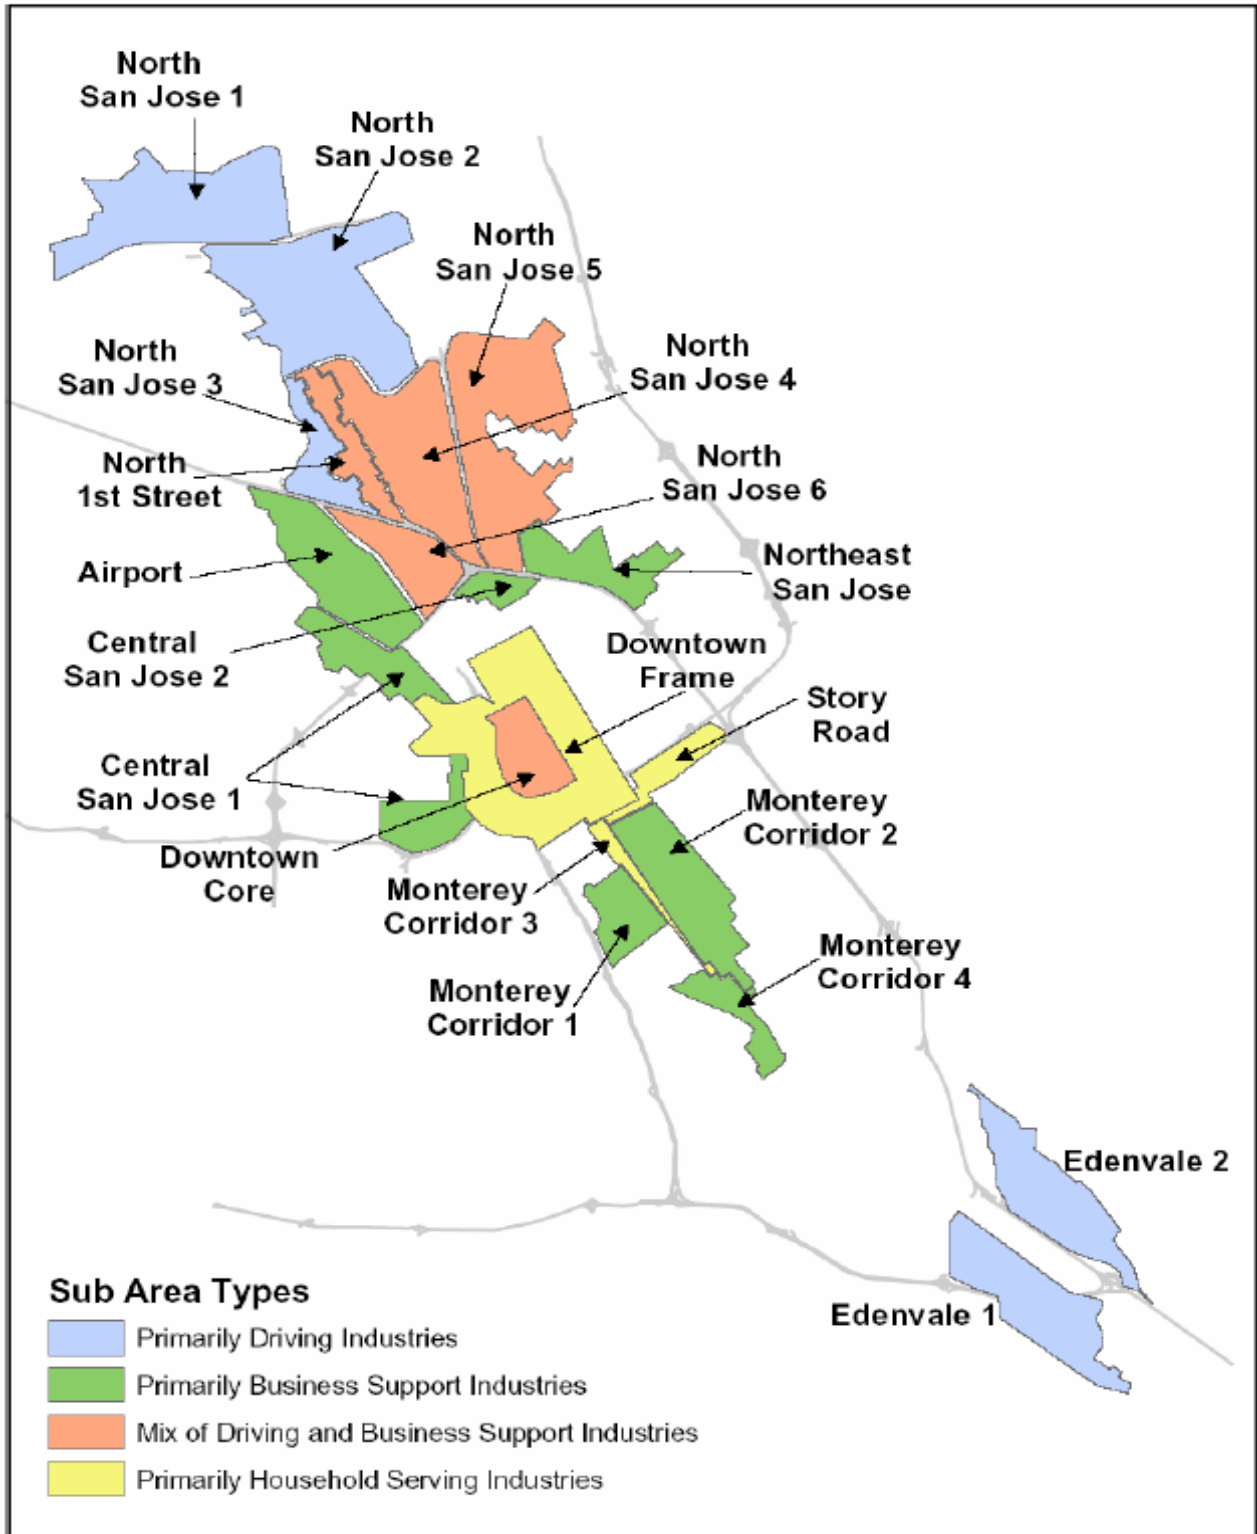 North
San Jose 1
North
San Jose 2
North
San Jose 5
North
San Jose 3
North
San Jose 4
North
1st Street
North
San Jose 6
Airport
Northeast
San Jose
Central
San Jose 2
Downtown
Frame
Story
Road
Central
San Jose 1
Monterey
Corridor 2
Downtown
Core
Monterey
Corridor 3
Monterey
Corridor 4
Monterey
Corridor 1
Edenvale 2
Edenvale 1
Sub Area Types
Primarily Driving Industries
Primarily Business Support Industries
Mix of Driving and Business Support Industries
Primarily Household Serving Industries